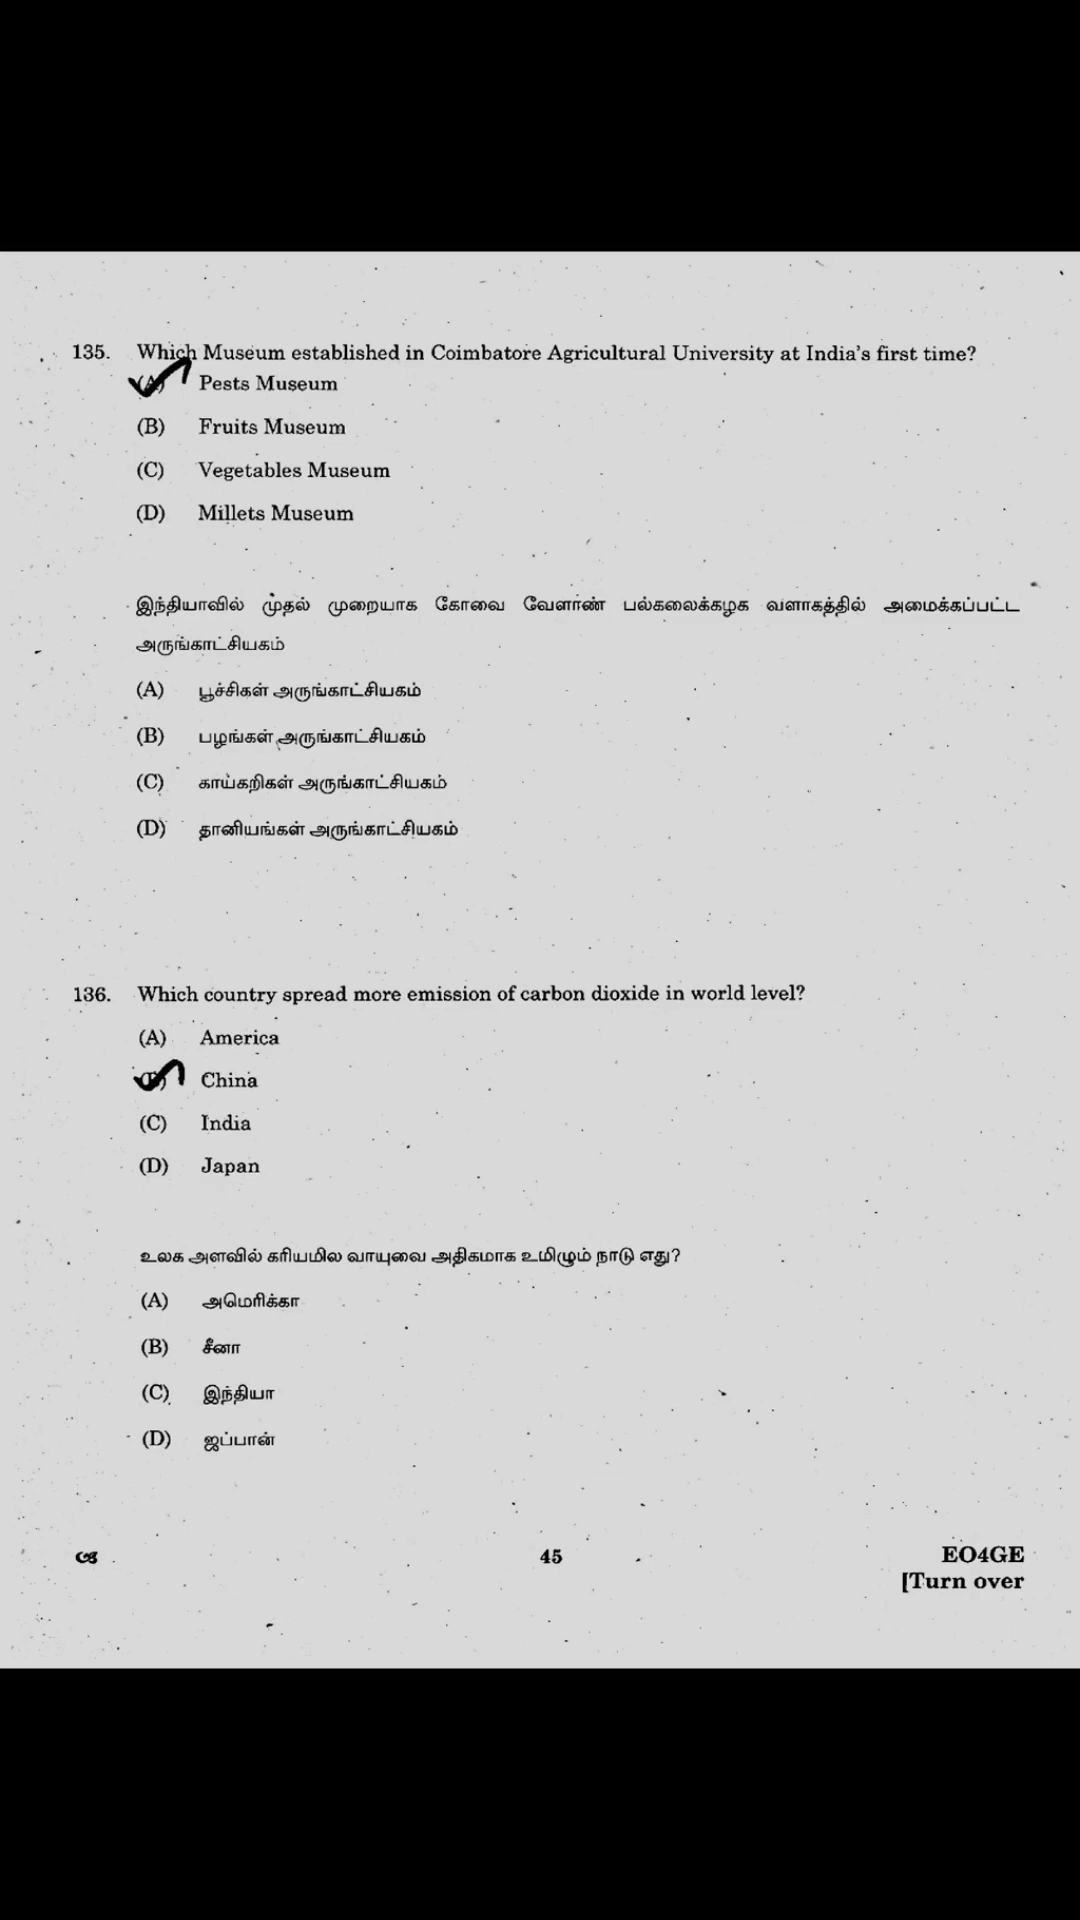 135. Which Museum established in Coimbatore Agricultural University at India's first time?
(A) Pests Museum
(B) Fruits Museum
(C) Vegetables Museum
(D) Millets Museum
இந்தியாவில் முதல் முறையாக கோவை வேளாண் பல்கலைக்கழக வளாகத்தில் அமைக்கப்பட்ட
அருங்காட்சியகம்
(A) பூச்சிகள் அருங்காட்சியகம்
(B) பழங்கள் அருங்காட்சியகம்
(C) காய்கறிகள் அருங்காட்சியகம்
(D) தானியங்கள் அருங்காட்சியகம்
136. Which country spread more emission of carbon dioxide in world level?
(A) America
(B) China
(C) India
(D) Japan
உலக அளவில் கரியமில வாயுவை அதிகமாக உமிழும் நாடு எது?
(A) அமெரிக்கா
(B) சீனா
(C) இந்தியா
(D) ஜப்பான்
45 EO4GE
[Turn over